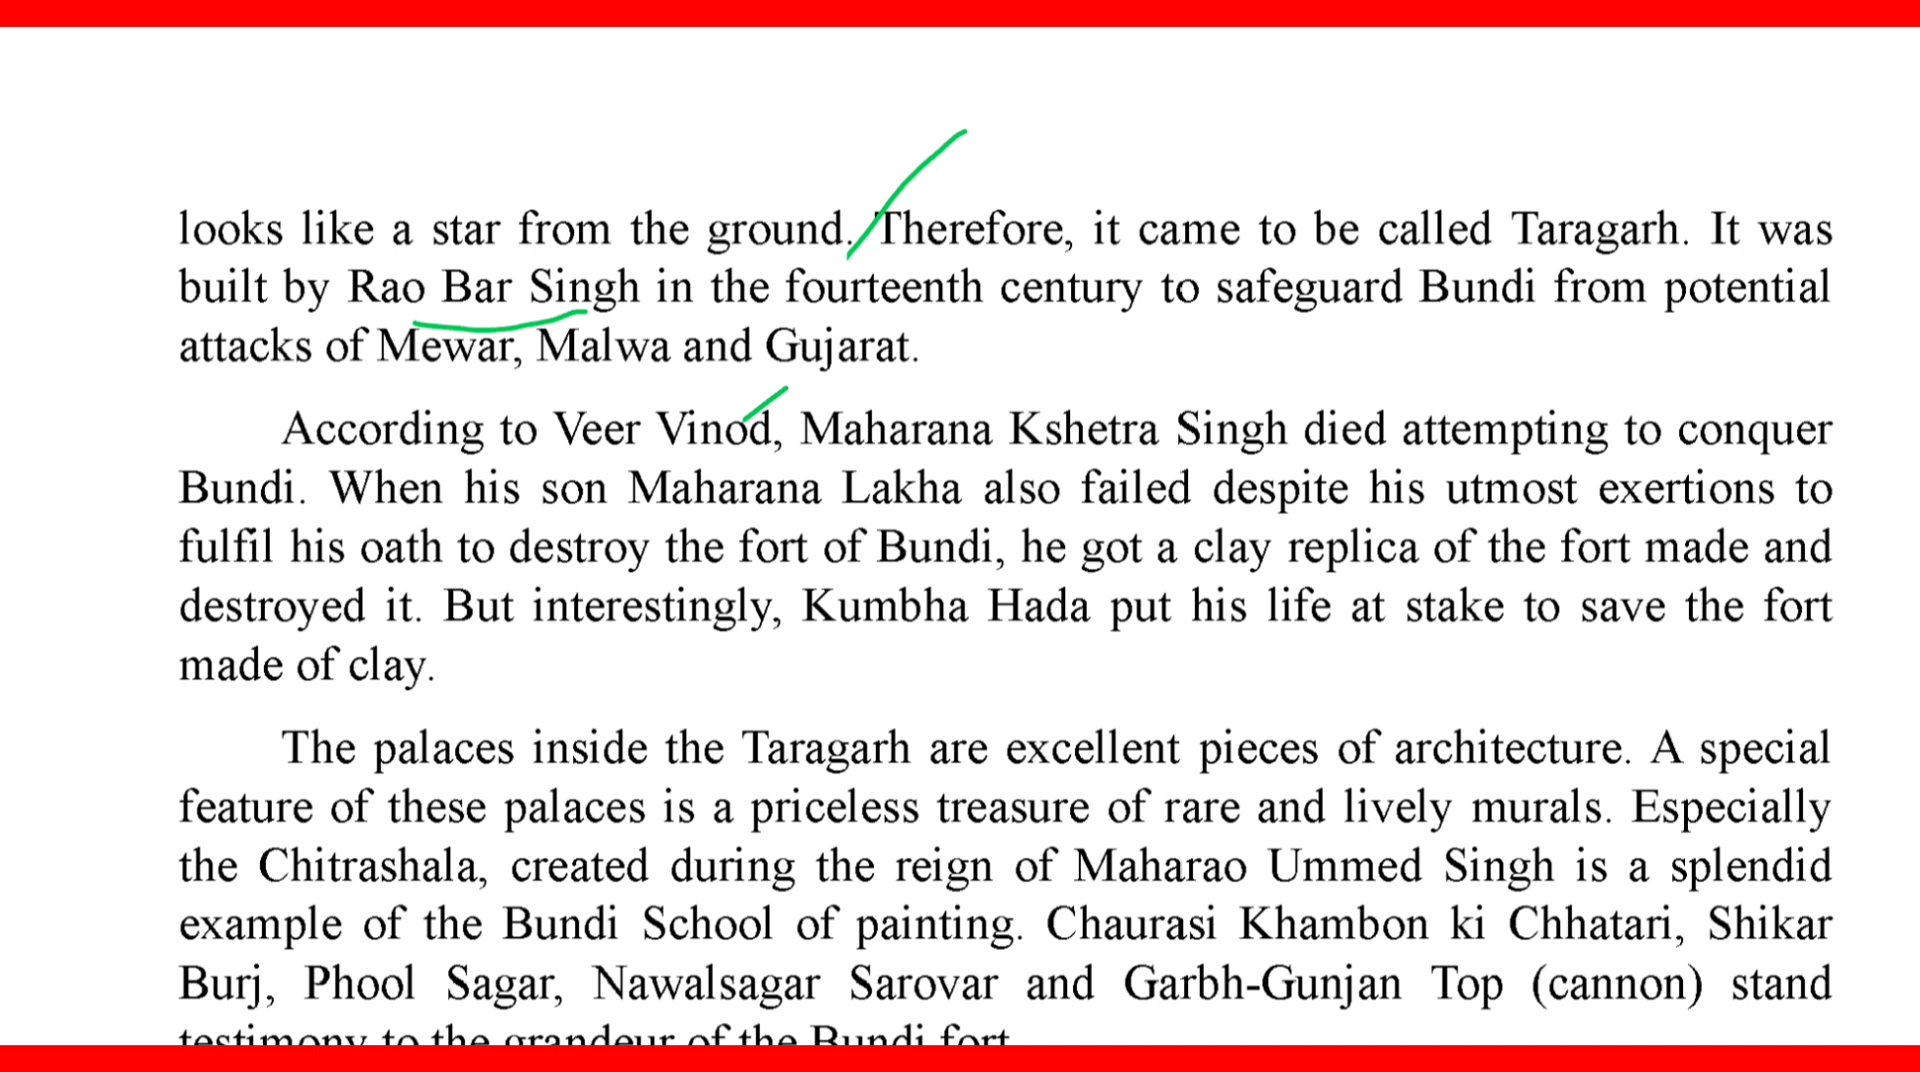 looks like a star from the ground. Therefore, it came to be called Taragarh. It was
built by Rao Bar Singh in the fourteenth century to safeguard Bundi from potential
attacks of Mewar, Malwa and Gujarat.
According to Veer Vinod, Maharana Kshetra Singh died attempting to conquer
Bundi. When his son Maharana Lakha also failed despite his utmost exertions to
fulfil his oath to destroy the fort of Bundi, he got a clay replica of the fort made and
destroyed it. But interestingly, Kumbha Hada put his life at stake to save the fort
made of clay.
The palaces inside the Taragarh are excellent pieces of architecture. A special
feature of these palaces is a priceless treasure of rare and lively murals. Especially
the Chitrashala, created during the reign of Maharao Ummed Singh is a splendid
example of the Bundi School of painting. Chaurasi Khambon ki Chhatari, Shikar
Burj, Phool Sagar, Nawalsagar Sarovar and Garbh-Gunjan Top (cannon) stand
testimony to the grandeur of the Bundi fort